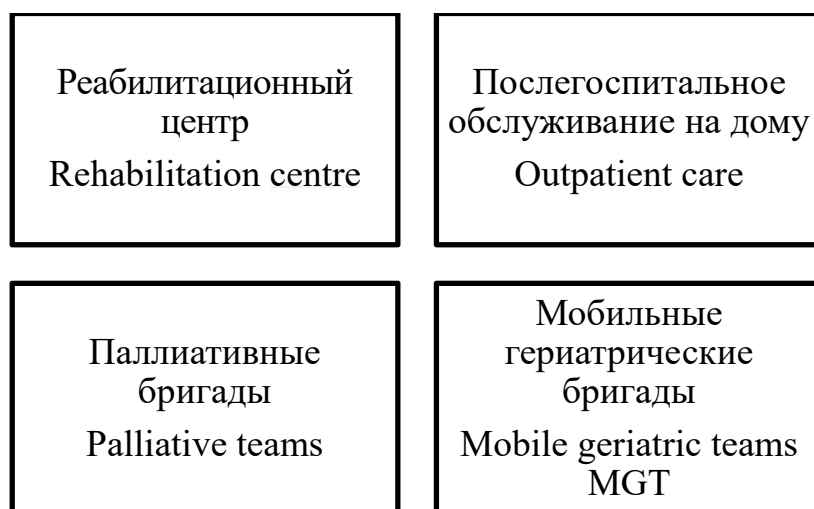 Реабилитационный
центр
Rehabilitation centre
Послегоспитальное
обслуживание на дому
Outpatient care
Паллиативные
бригады
Palliative teams
Мобильные
гериатрические
бригады
Mobile geriatric teams
MGT